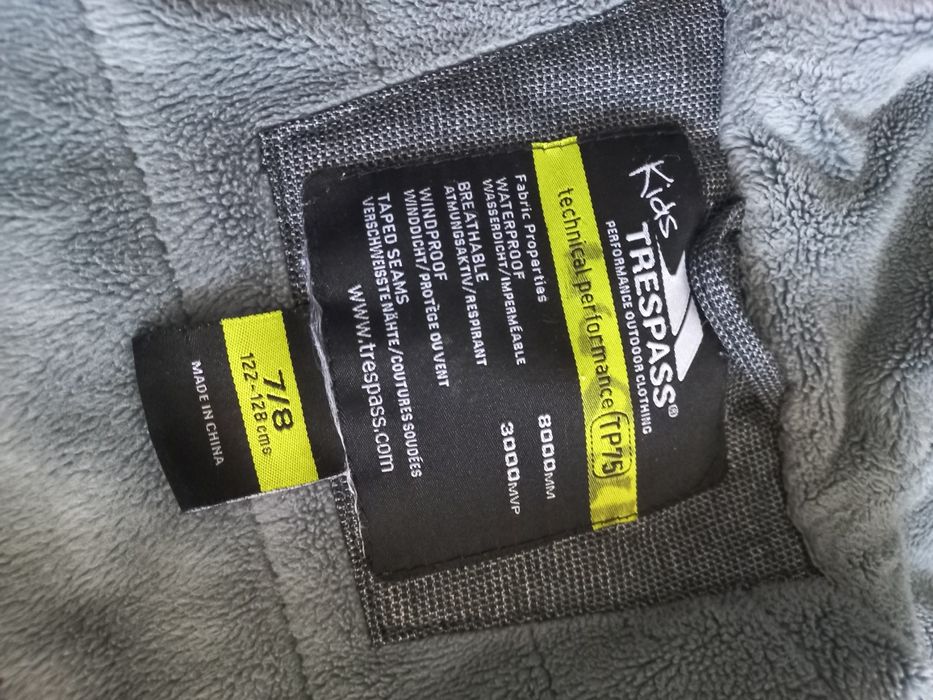 Kids
TRESPASS®
PERFORMANCE OUTDOOR CLOTHING
technical performance TP75
Fabric Properties
WATERPROOF 8000MM
WASSERDICHT/IMPERMÉABLE
BREATHABLE 3000MVP
ATMUNGSAKTIV/RESPIRANT
WINDPROOF
WINDDICHT/PROTÈGE DU VENT
TAPED SEAMS
VERSCHWEISSTE NÄHTE/COUTURES SOUDÉES
www.trespass.com
7/8
122-128 cms
MADE IN CHINA